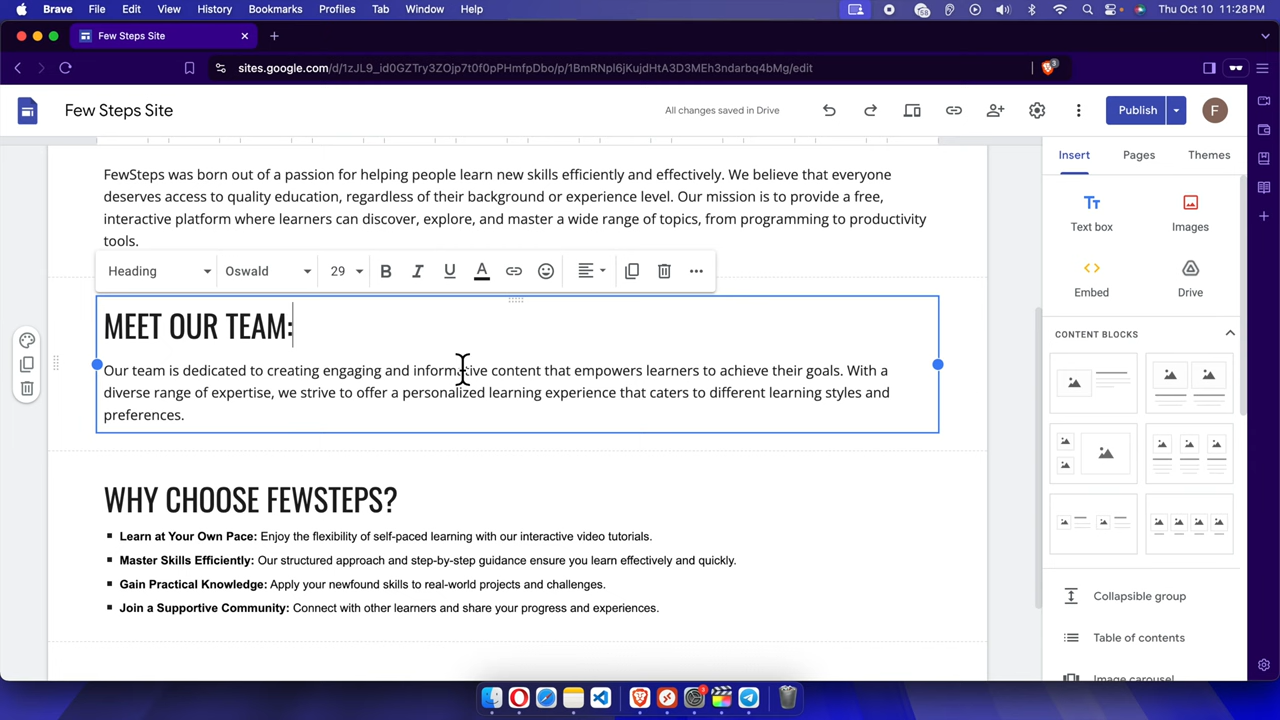 Brave File Edit View History Bookmarks Profiles Tab Window Help Thu Oct 10 11:28 PM
Few Steps Site
sites.google.com/d/1zJL9_id0GZTry3ZOjp7t0f0pPHmfpDbo/p/1BmRNpl6jKujdHtA3D3MEh3ndarbq4bMg/edit
Few Steps Site All changes saved in Drive Publish F
FewSteps was born out of a passion for helping people learn new skills efficiently and effectively. We believe that everyone
deserves access to quality education, regardless of their background or experience level. Our mission is to provide a free,
interactive platform where learners can discover, explore, and master a wide range of topics, from programming to productivity
tools.
Heading Oswald 29 B I U A
MEET OUR TEAM:
Our team is dedicated to creating engaging and informative content that empowers learners to achieve their goals. With a
diverse range of expertise, we strive to offer a personalized learning experience that caters to different learning styles and
preferences.
WHY CHOOSE FEWSTEPS?
Learn at Your Own Pace: Enjoy the flexibility of self-paced learning with our interactive video tutorials.
Master Skills Efficiently: Our structured approach and step-by-step guidance ensure you learn effectively and quickly.
Gain Practical Knowledge: Apply your newfound skills to real-world projects and challenges.
Join a Supportive Community: Connect with other learners and share your progress and experiences.
Insert Pages Themes
Text box Images
Embed Drive
CONTENT BLOCKS
Collapsible group
Table of contents
Image carousel